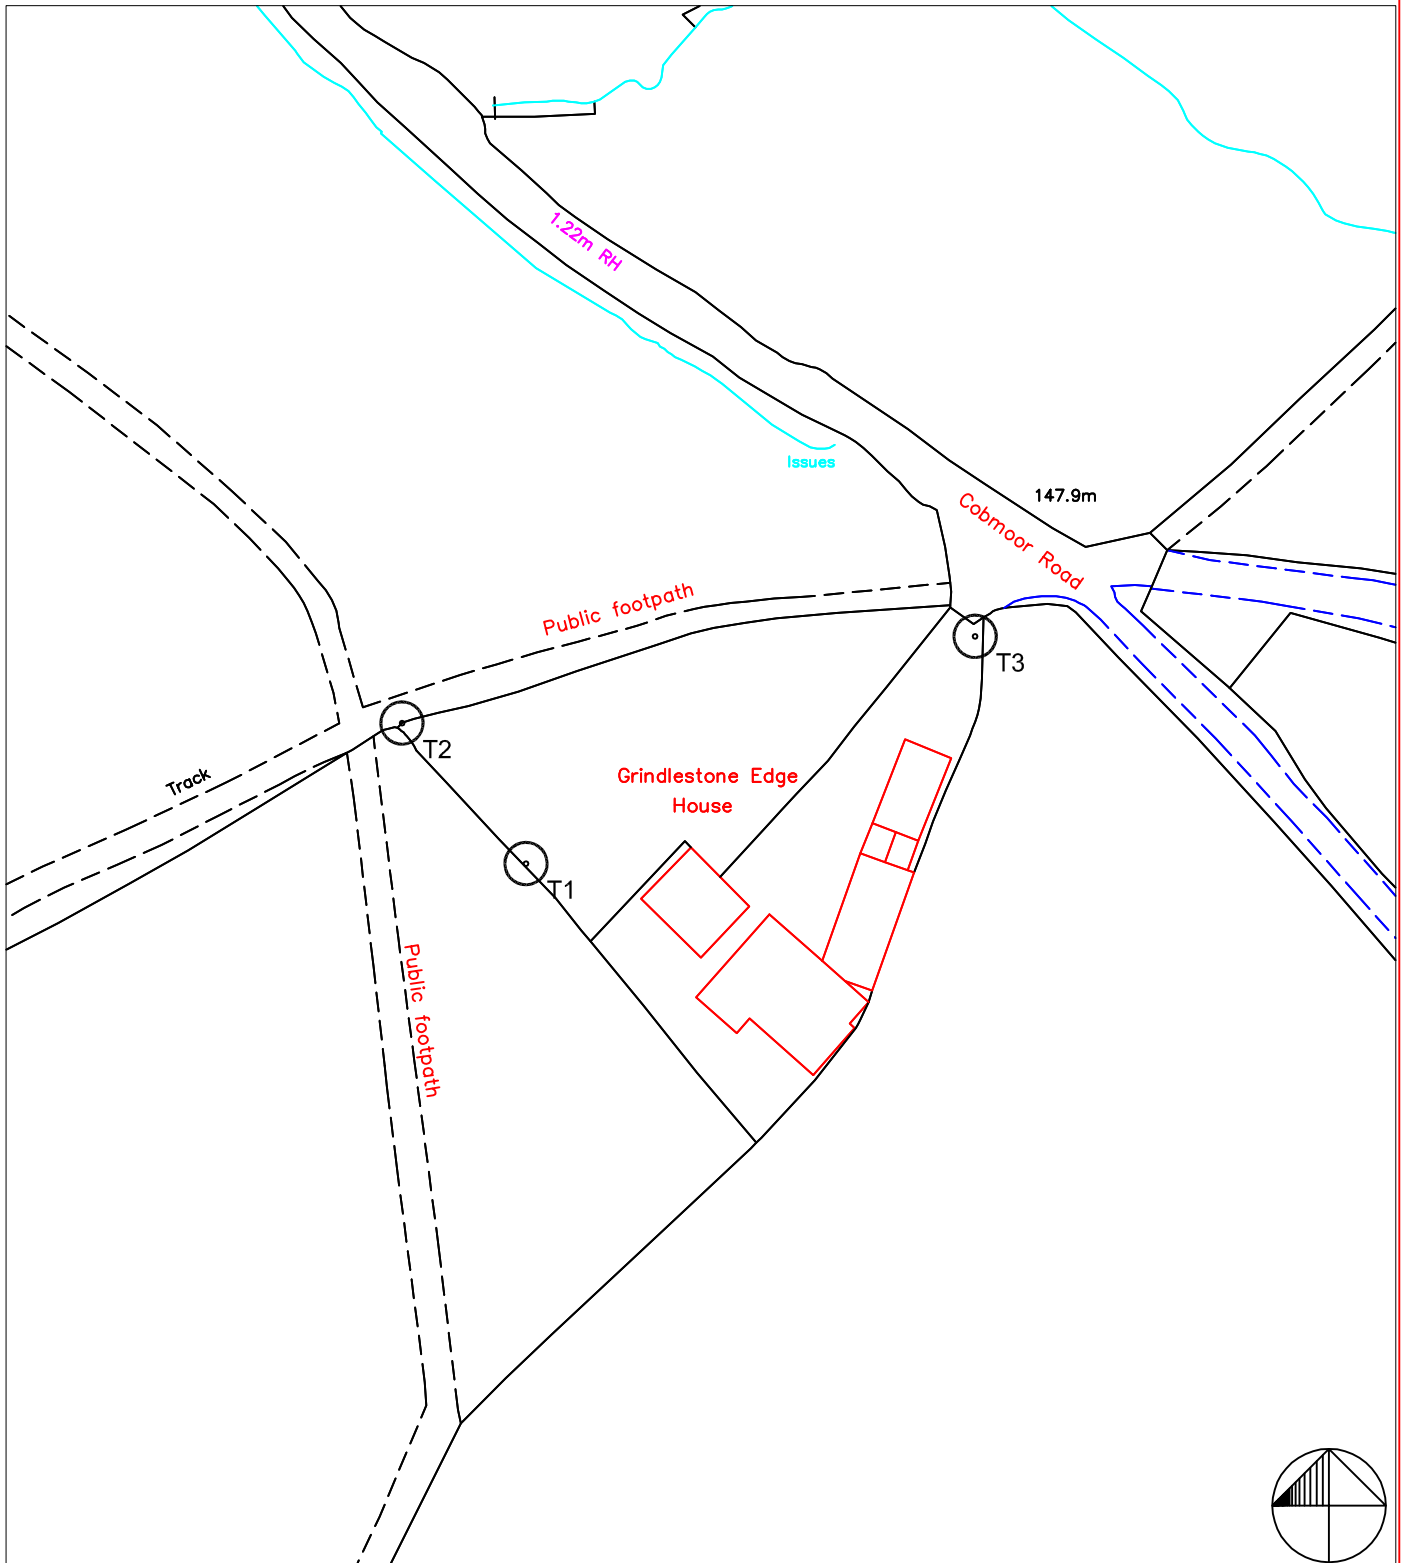 1.22m RH
Issues
147.9m
Cobmoor Road
Public footpath
T3
T2
Track
Grindlestone Edge
House
T1
Public footpath